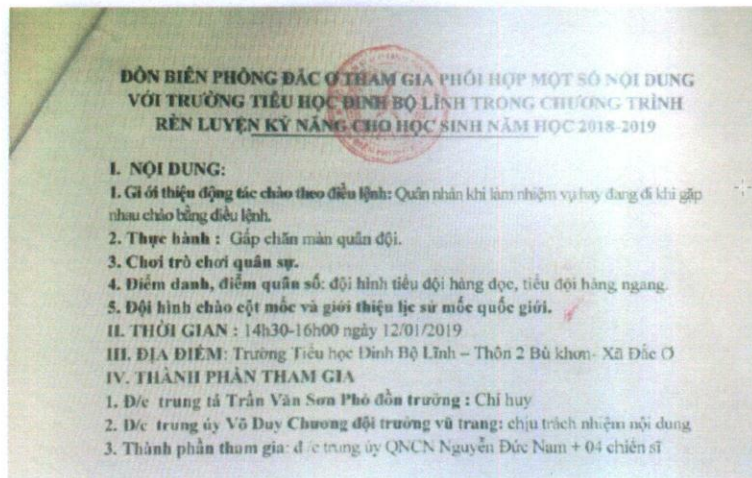 ĐỒN BIÊN PHÒNG ĐẮC Ơ THAM GIA PHỐI HỢP MỘT SỐ NỘI DUNG
VỚI TRƯỜNG TIỂU HỌC ĐINH BỘ LĨNH TRONG CHƯƠNG TRÌNH
RÈN LUYỆN KỸ NĂNG CHO HỌC SINH NĂM HỌC 2018-2019
I. NỘI DUNG:
1. Gi ới thiệu động tác chào theo điều lệnh: Quân nhân khi làm nhiệm vụ hay đang đi khi gặp
nhau chào bằng điều lệnh.
2. Thực hành : Gấp chăn màn quân đội.
3. Chơi trò chơi quân sự.
4. Điểm danh, điểm quân số: đội hình tiểu đội hàng dọc, tiểu đội hàng ngang.
5. Đội hình chào cột mốc và giới thiệu lịc sử mốc quốc giới.
II. THỜI GIAN : 14h30-16h00 ngày 12/01/2019
III. ĐỊA ĐIỂM: Trường Tiểu học Đinh Bộ Lĩnh – Thôn 2 Bù khơn- Xã Đắc Ơ
IV. THÀNH PHẦN THAM GIA
1. Đ/c trung tá Trần Văn Sơn Phó đồn trưởng : Chỉ huy
2. Đ/c trung úy Võ Duy Chương đội trưởng vũ trang: chịu trách nhiệm nội dung
3. Thành phần tham gia: đ/c trung úy QNCN Nguyễn Đức Nam + 04 chiến sĩ